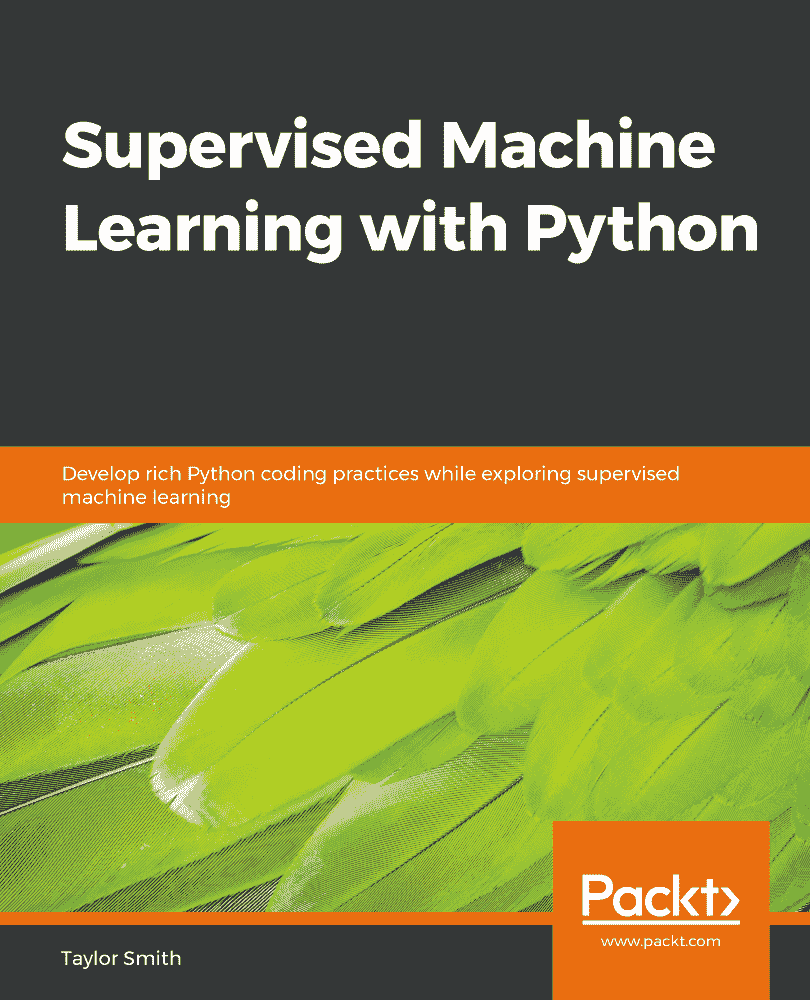 Supervised Machine
Learning with Python
Develop rich Python coding practices while exploring supervised
machine learning
Packt>
www.packt.com
Taylor Smith